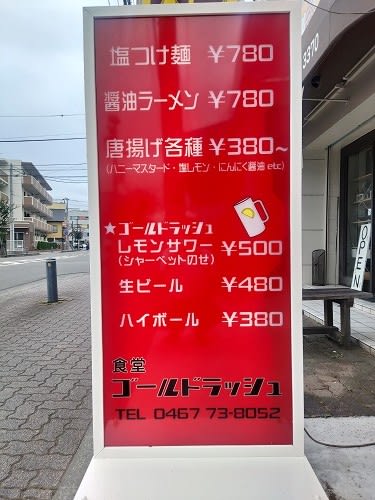 塩つけ麺 ¥780
醤油ラーメン ¥780
唐揚げ各種 ¥380~
(ハニーマスタード・塩レモン・にんにく醤油etc)
★ゴールドラッシュ
レモンサワー ¥500
(シャーベットのせ)
生ビール ¥480
ハイボール ¥380
食堂
ゴールドラッシュ
TEL 0467 73-8052
3370
OPEN